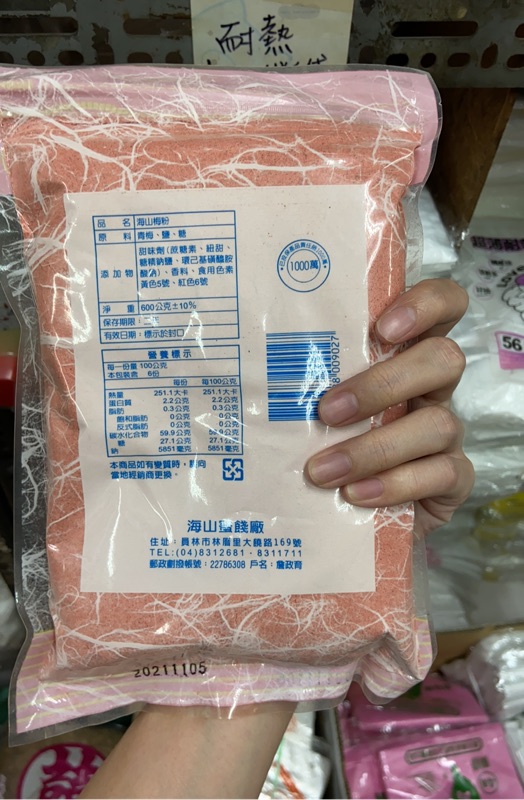 耐熱
品 名 海山梅粉
原 料 青梅、鹽、糖
添加物 甜味劑(蔗糖素、紐甜、
糖精鈉鹽、環己基磺醯胺
酸鈉)、香料、食用色素
黃色5號、紅色6號
淨 重 600公克±10%
保存期限:
有效日期:標示於封口
營養標示
每一份量 100公克
本包裝含 6份
每份 每100公克
熱量 251.1大卡 251.1大卡
蛋白質 2.2公克 2.2公克
脂肪 0.3公克 0.3公克
飽和脂肪 0公克 0公克
反式脂肪 0公克 0公克
碳水化合物 59.9公克 59.9公克
糖 27.1公克 27.1公克
鈉 5851毫克 5851毫克
本商品如有變質時,請向
當地經銷商更換。
1000萬
海山蜜餞廠
住址:員林市林厝里大饒路169號
TEL:(04)8312681.8311711
郵政劃撥帳號:22786308 戶名:詹政育
20211105
56